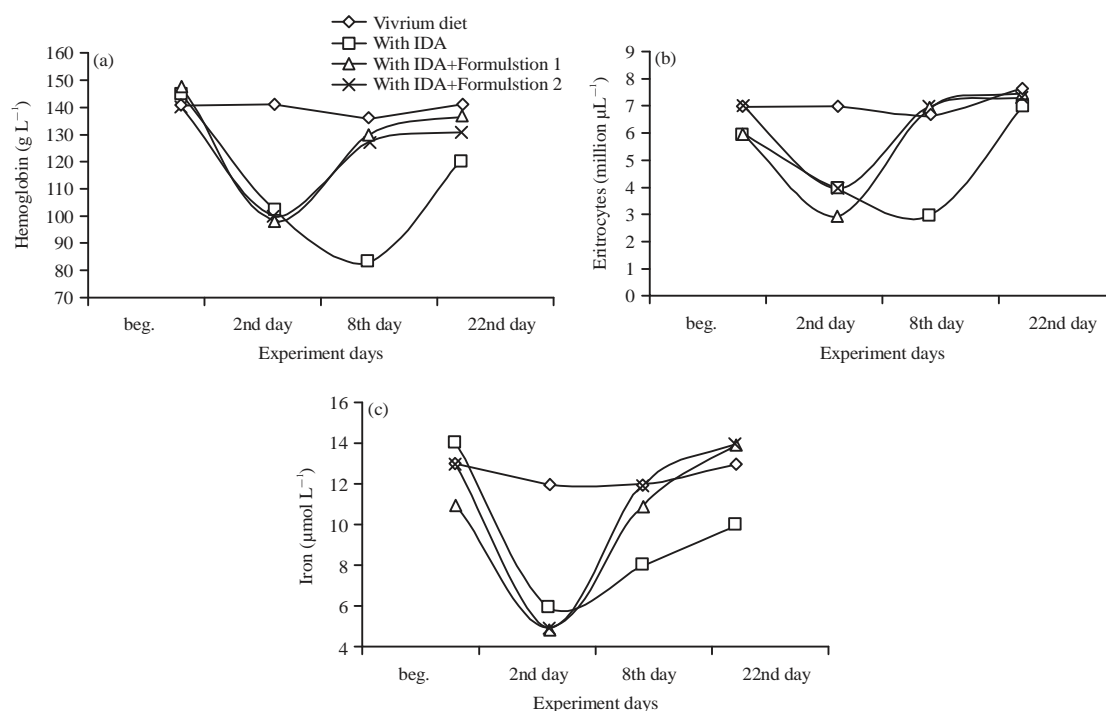 Vivrium diet
With IDA
With IDA+Formulstion 1
With IDA+Formulstion 2
(a)
160
150
140
130
120
110
100
90
80
70
Hemoglobin (g L⁻¹)
beg.
2nd day
8th day
22nd day
Experiment days
(b)
9
8
7
6
5
4
3
2
1
0
Eritrocytes (million μL⁻¹)
beg.
2nd day
8th day
22nd day
Experiment days
(c)
16
14
12
10
8
6
4
Iron (μmol L⁻¹)
beg.
2nd day
8th day
22nd day
Experiment days